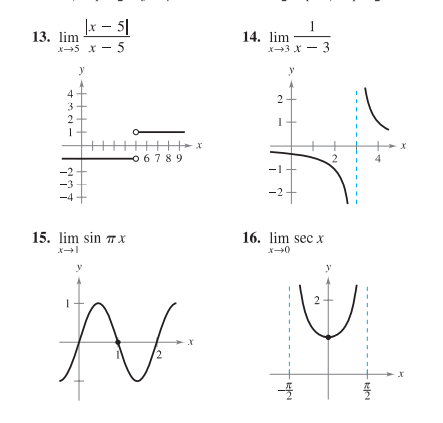 13. lim |x − 5| / x − 5
x→5
y
4
3
2
1
x
6 7 8 9
−2
−3
−4
14. lim 1 / x − 3
x→3
y
2
1
x
2
4
−1
−2
15. lim sin πx
x→1
y
1
x
1
2
16. lim sec x
x→0
y
2
x
−π/2
π/2